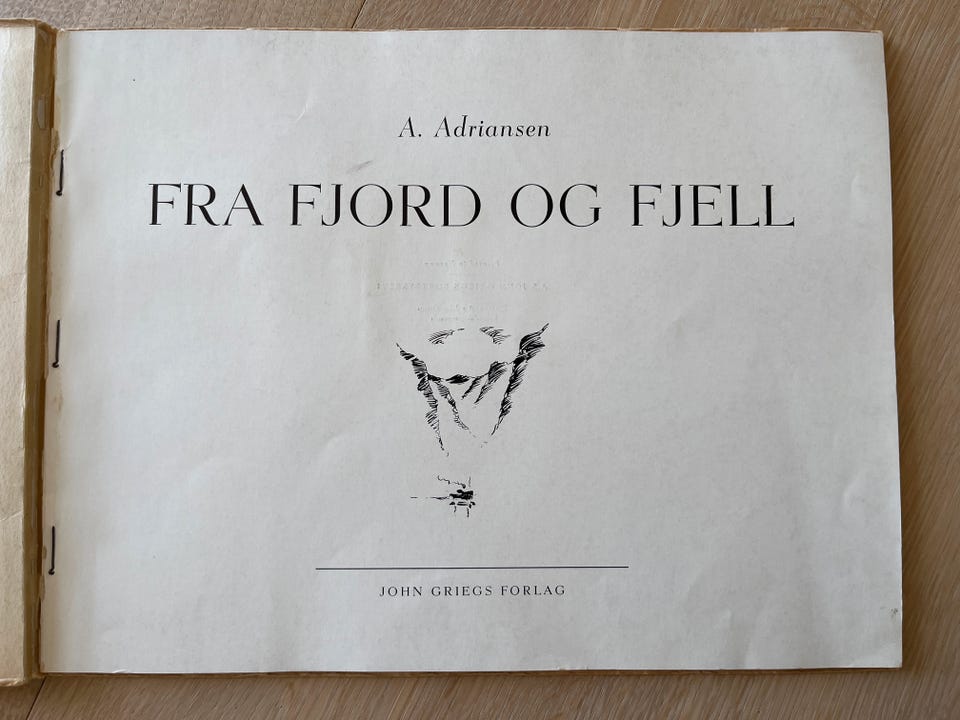 A. Adriansen
FRA FJORD OG FJELL
JOHN GRIEGS FORLAG